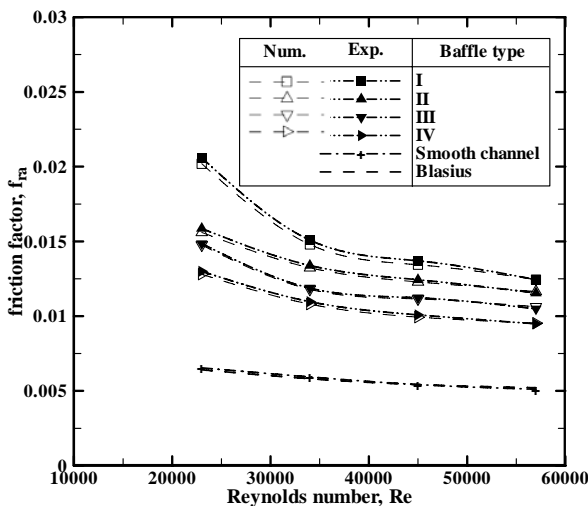 0.03
0.025
0.02
0.015
0.01
0.005
0
friction factor, fra
Num. Exp. Baffle type
I
II
III
IV
Smooth channel
Blasius
10000 20000 30000 40000 50000 60000
Reynolds number, Re